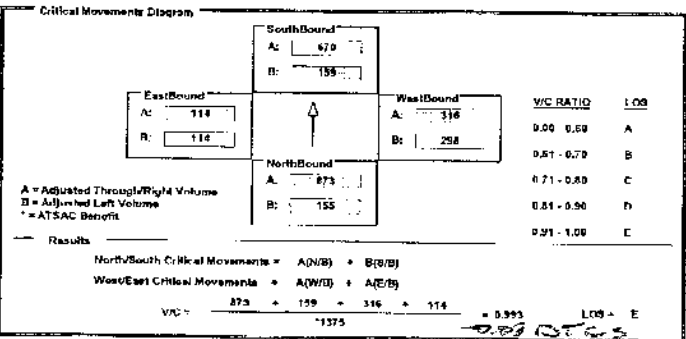 Critical Movements Diagram
SouthBound
A: 670
B: 159
EastBound
A: 114
B: 114
WestBound
A: 316
B: 298
NorthBound
A: 873
B: 155
V/C RATIO LOS
0.00 - 0.60 A
0.61 - 0.70 B
0.71 - 0.80 C
0.81 - 0.90 D
0.91 - 1.00 E
A = Adjusted Through/Right Volume
B = Adjusted Left Volume
* = ATSAC Benefit
Results
North/South Critical Movements = A(N/B) + B(S/B)
West/East Critical Movements = A(W/B) + A(E/B)
V/C = 873 + 159 + 316 + 114 = 0.993 LOS = E
*1375